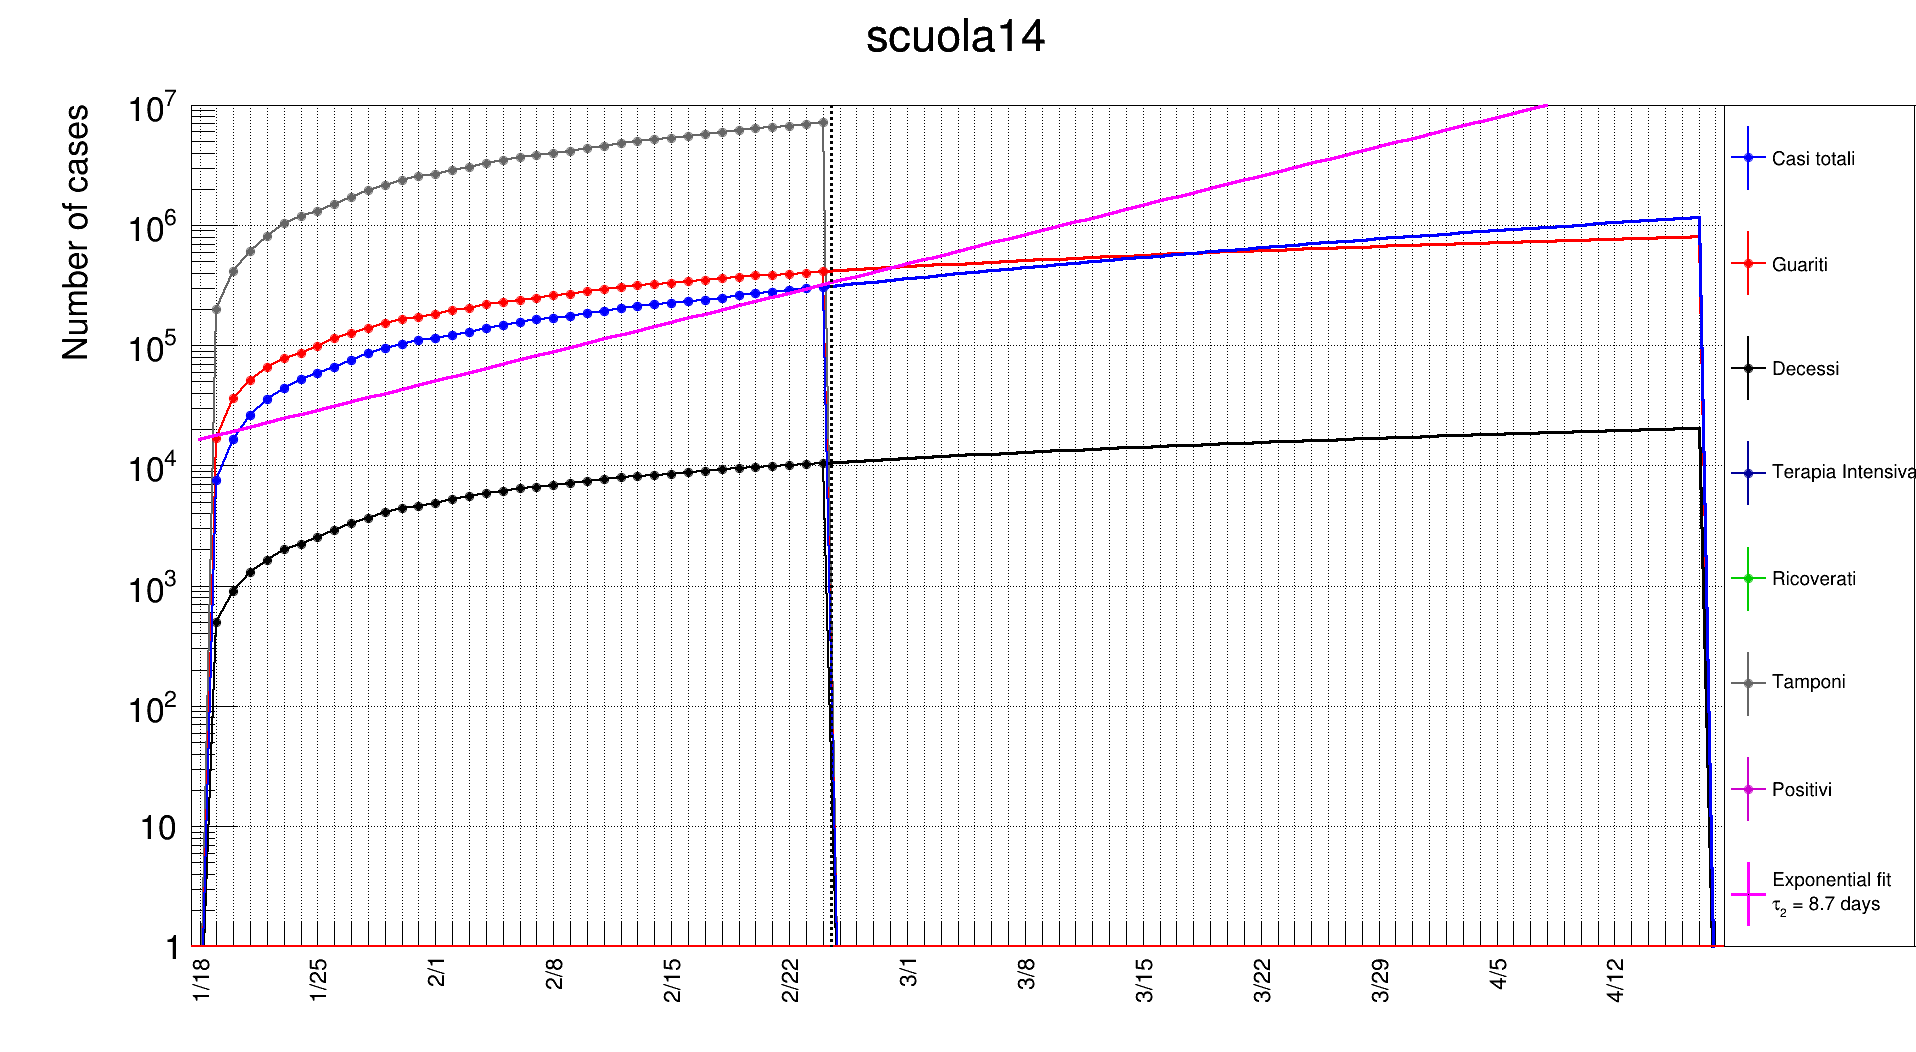 scuola14
Number of cases
10^7
10^6
10^5
10^4
10^3
10^2
10
1
1/18
1/25
2/1
2/8
2/15
2/22
3/1
3/8
3/15
3/22
3/29
4/5
4/12
Casi totali
Guariti
Decessi
Terapia Intensiva
Ricoverati
Tamponi
Positivi
Exponential fit
τ₂ = 8.7 days